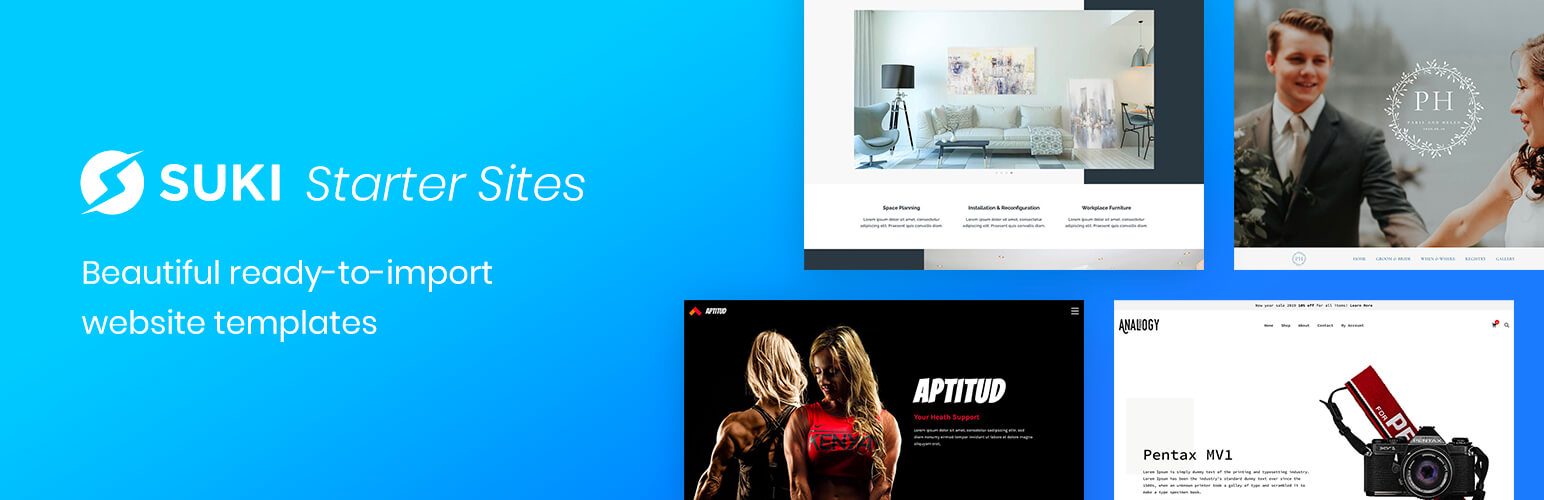 SUKI Starter Sites
Beautiful ready-to-import
website templates
Space Planning
Lorem ipsum dolor sit amet, consectetur
adipiscing elit. Praesent quis convallis diam.
Installation & Reconfiguration
Lorem ipsum dolor sit amet, consectetur
adipiscing elit. Praesent quis convallis diam.
Workplace Furniture
Lorem ipsum dolor sit amet, consectetur
adipiscing elit. Praesent quis convallis diam.
PH
PARIZ AND HELEN
PH
HOME GROOM & BRIDE WHEN & WHERE REGISTRY GALLERY
APTITUD
APTITUD
Your Heath Support
Lorem ipsum dolor sit amet, consectetur sadipscing elitr, sed
diam nonumy eirmod tempor invidunt ut labore et dolore magna
aliquyam erat.
KENYA
New year sale 2019 10% off for all items! Learn More
ANALOGY
Home Shop About Contact My Account
Pentax MV1
Lorem Ipsum is simply dummy text of the printing and typesetting industry.
Lorem Ipsum has been the industry's standard dummy text ever since the
1500s, when an unknown printer took a galley of type and scrambled it to
make a type specimen book.
FOR PE
PENTAX